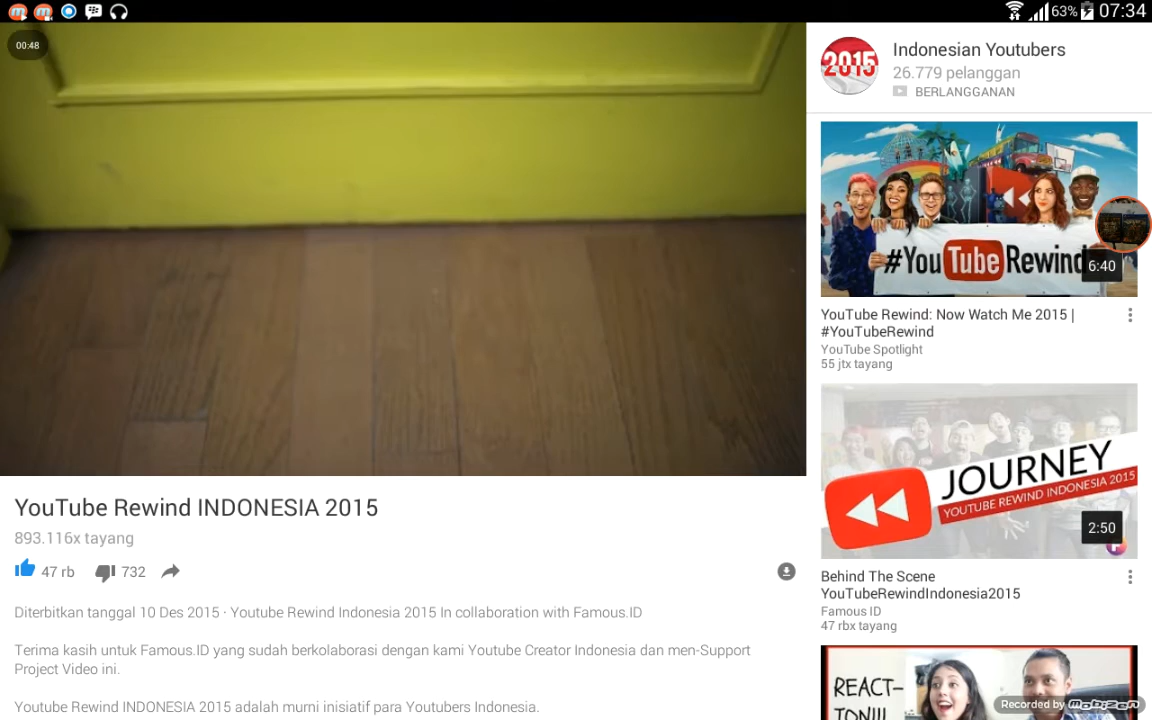 63% 07:34
00:48
YouTube Rewind INDONESIA 2015
893.116x tayang
47 rb 732
Diterbitkan tanggal 10 Des 2015 · Youtube Rewind Indonesia 2015 In collaboration with Famous.ID
Terima kasih untuk Famous.ID yang sudah berkolaborasi dengan kami Youtube Creator Indonesia dan men-Support
Project Video ini.
Youtube Rewind INDONESIA 2015 adalah murni inisiatif para Youtubers Indonesia.
2015
Indonesian Youtubers
26.779 pelanggan
BERLANGGANAN
#YouTubeRewind
6:40
YouTube Rewind: Now Watch Me 2015 |
#YouTubeRewind
YouTube Spotlight
55 jtx tayang
JOURNEY
YOUTUBE REWIND INDONESIA 2015
2:50
Behind The Scene
YouTubeRewindIndonesia2015
Famous ID
47 rbx tayang
REACT-
TON!!!
Recorded by mobizen